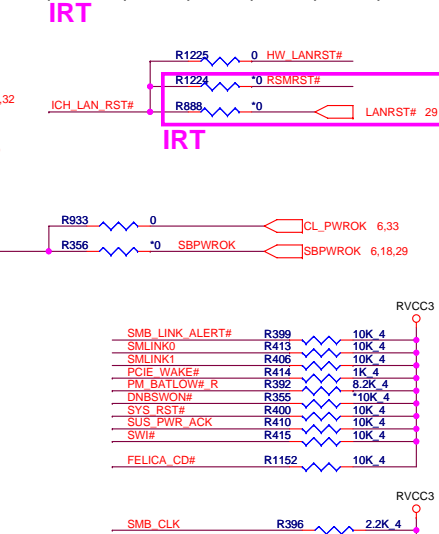 IRT
R1225 0 HW_LANRST#
R1224 *0 RSMRST#
,32
ICH_LAN_RST# R888 *0 LANRST# 29
IRT
R933 0 CL_PWROK 6,33
R356 *0 SBPWROK SBPWROK 6,18,29
RVCC3
SMB_LINK_ALERT# R399 10K_4
SMLINK0 R413 10K_4
SMLINK1 R406 10K_4
PCIE_WAKE# R414 1K_4
PM_BATLOW#_R R392 8.2K_4
DNBSWON# R355 *10K_4
SYS_RST# R400 10K_4
SUS_PWR_ACK R410 10K_4
SWI# R415 10K_4
FELICA_CD# R1152 10K_4
RVCC3
SMB_CLK R396 2.2K_4